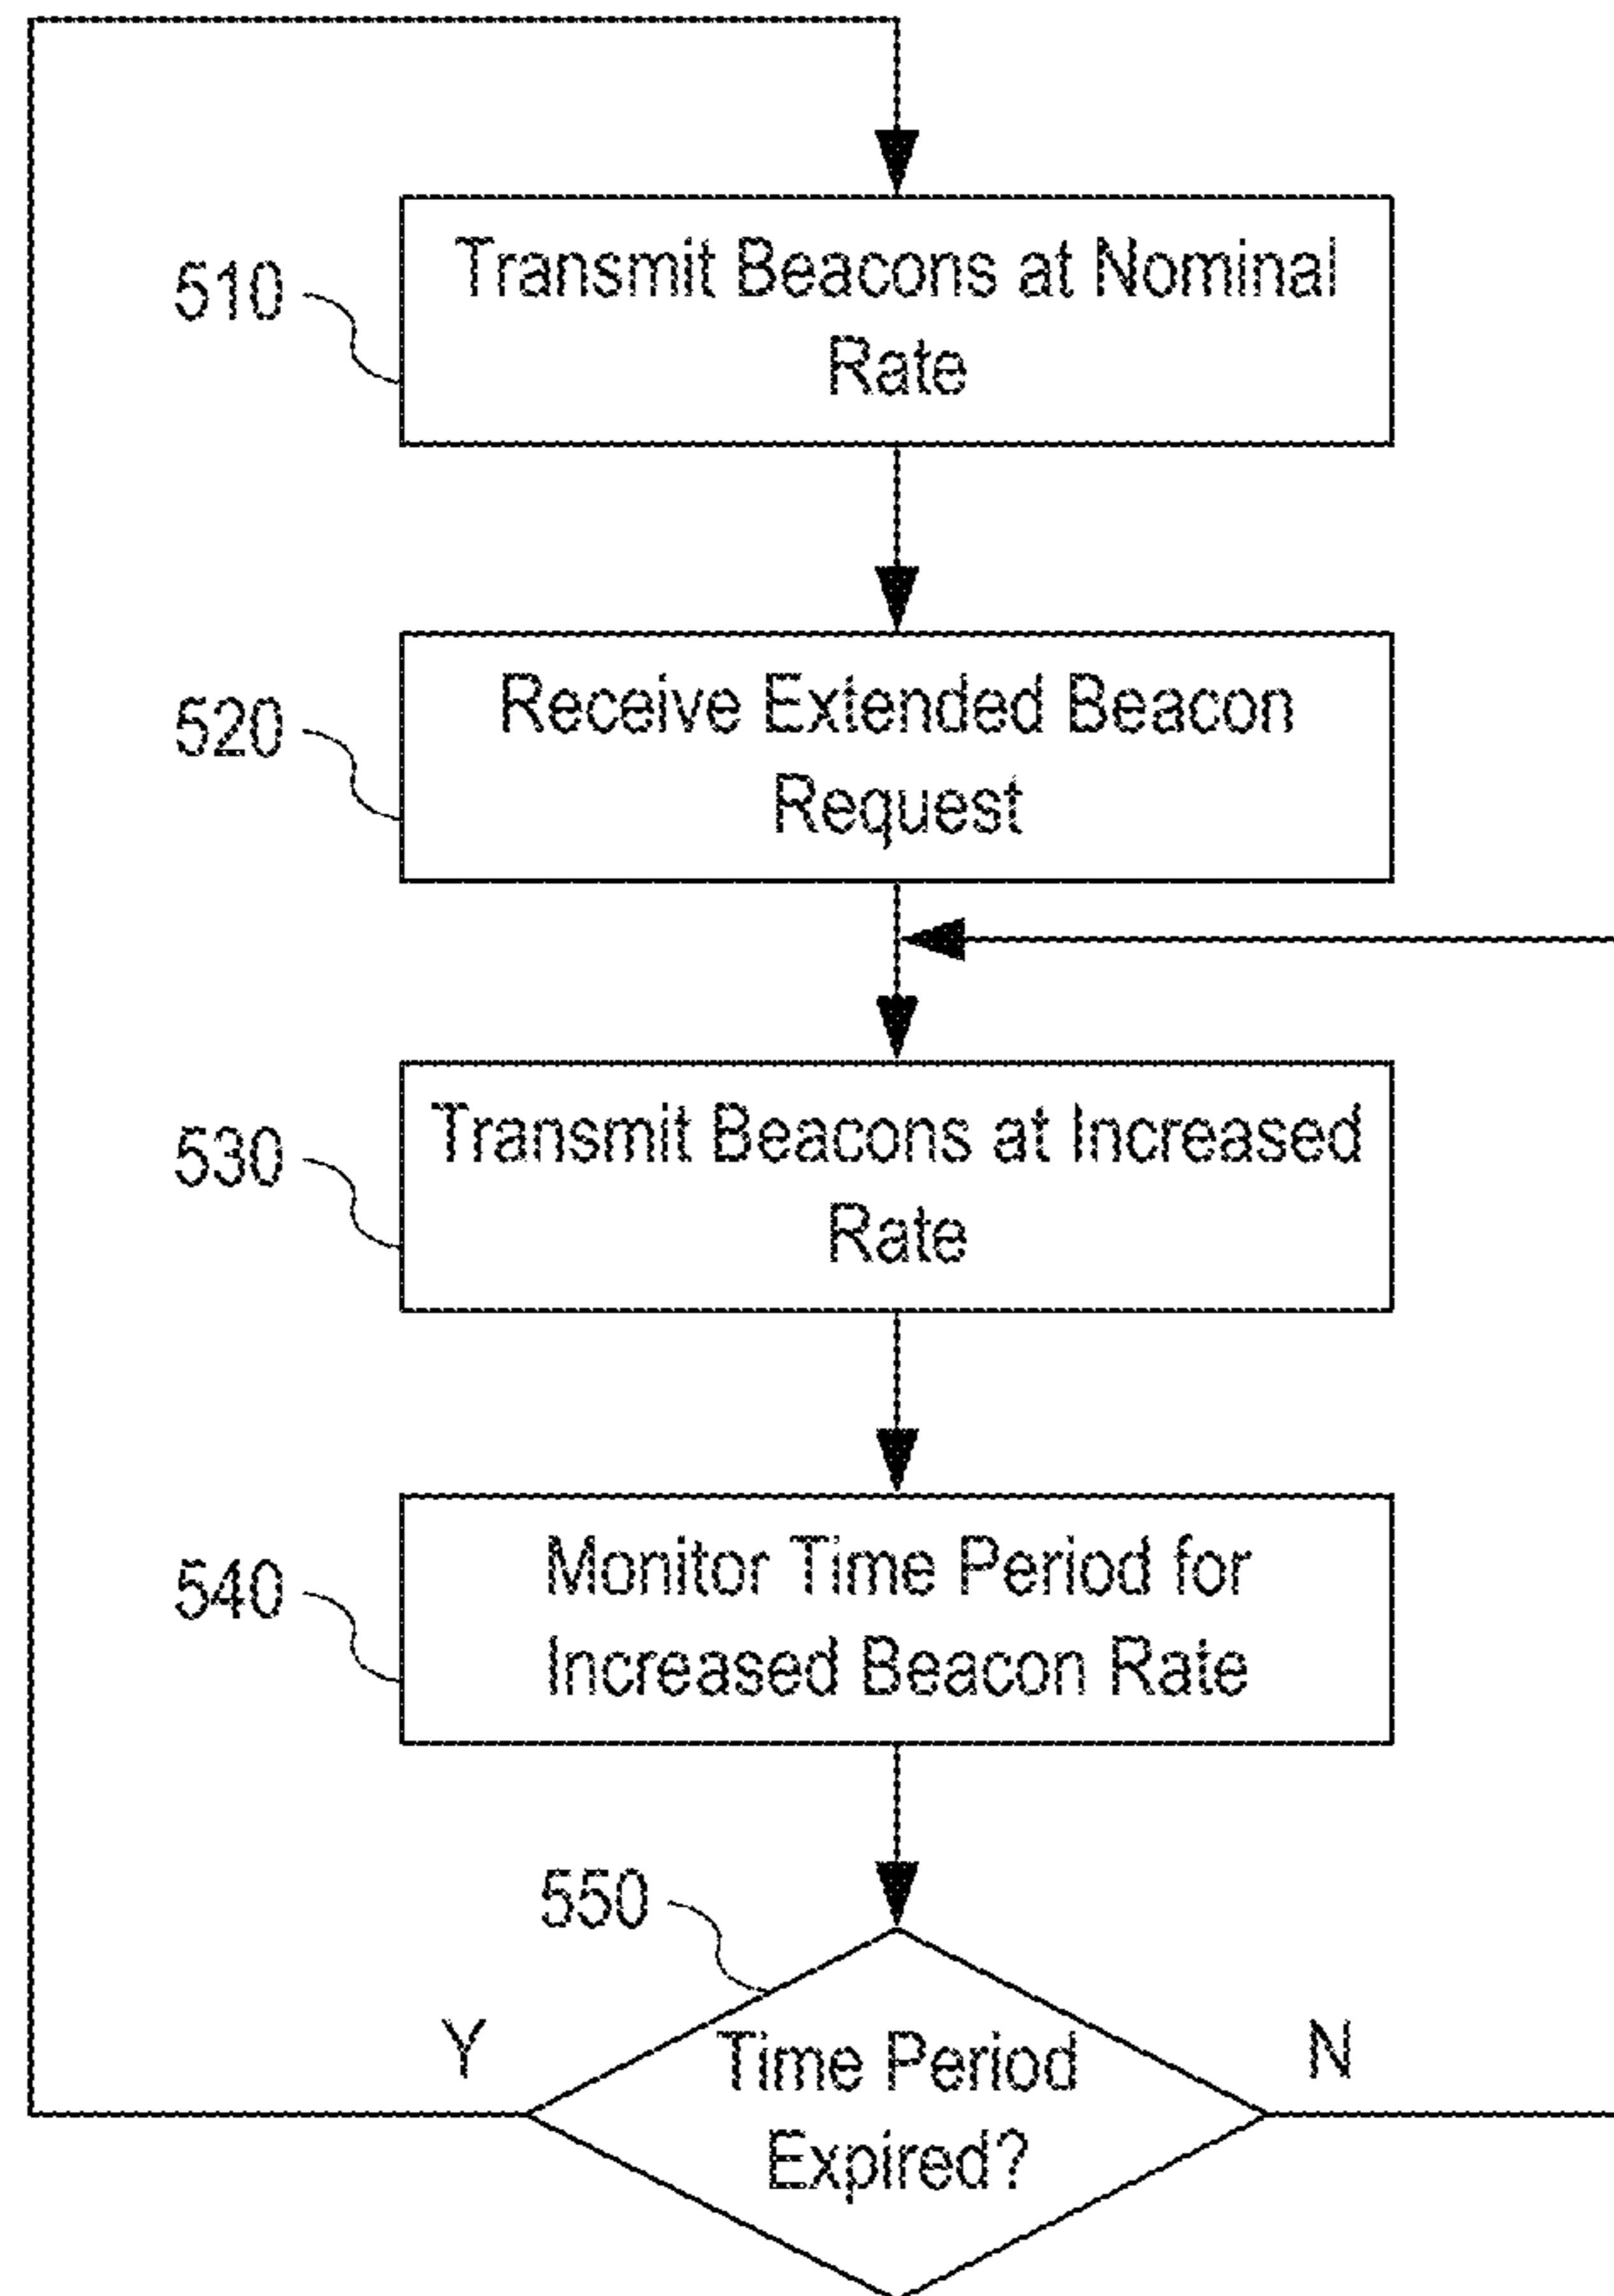 510
Transmit Beacons at Nominal
Rate
520
Receive Extended Beacon
Request
530
Transmit Beacons at Increased
Rate
540
Monitor Time Period for
Increased Beacon Rate
550
Y
Time Period
Expired?
N